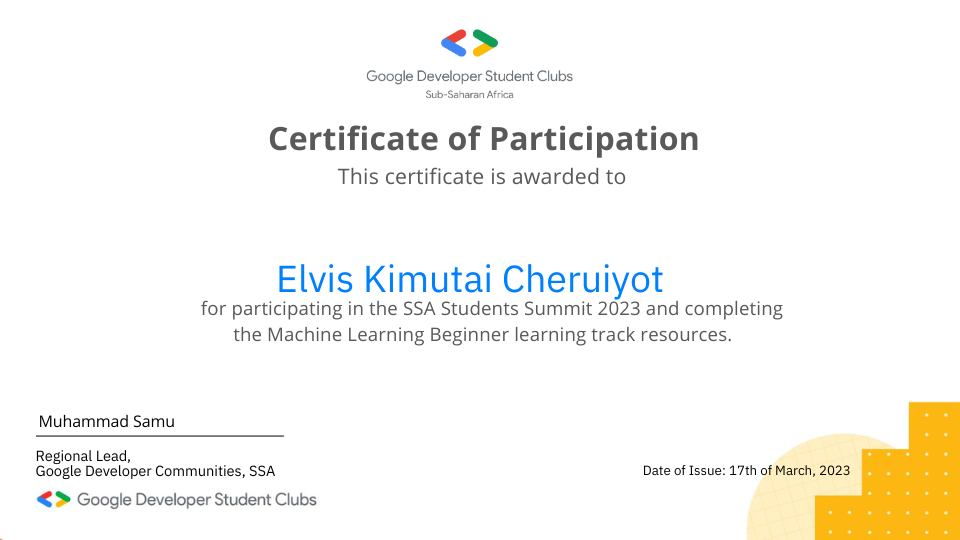 Google Developer Student Clubs
Sub-Saharan Africa
Certificate of Participation
This certificate is awarded to
Elvis Kimutai Cheruiyot
for participating in the SSA Students Summit 2023 and completing
the Machine Learning Beginner learning track resources.
Muhammad Samu
Regional Lead,
Google Developer Communities, SSA
Date of Issue: 17th of March, 2023
Google Developer Student Clubs